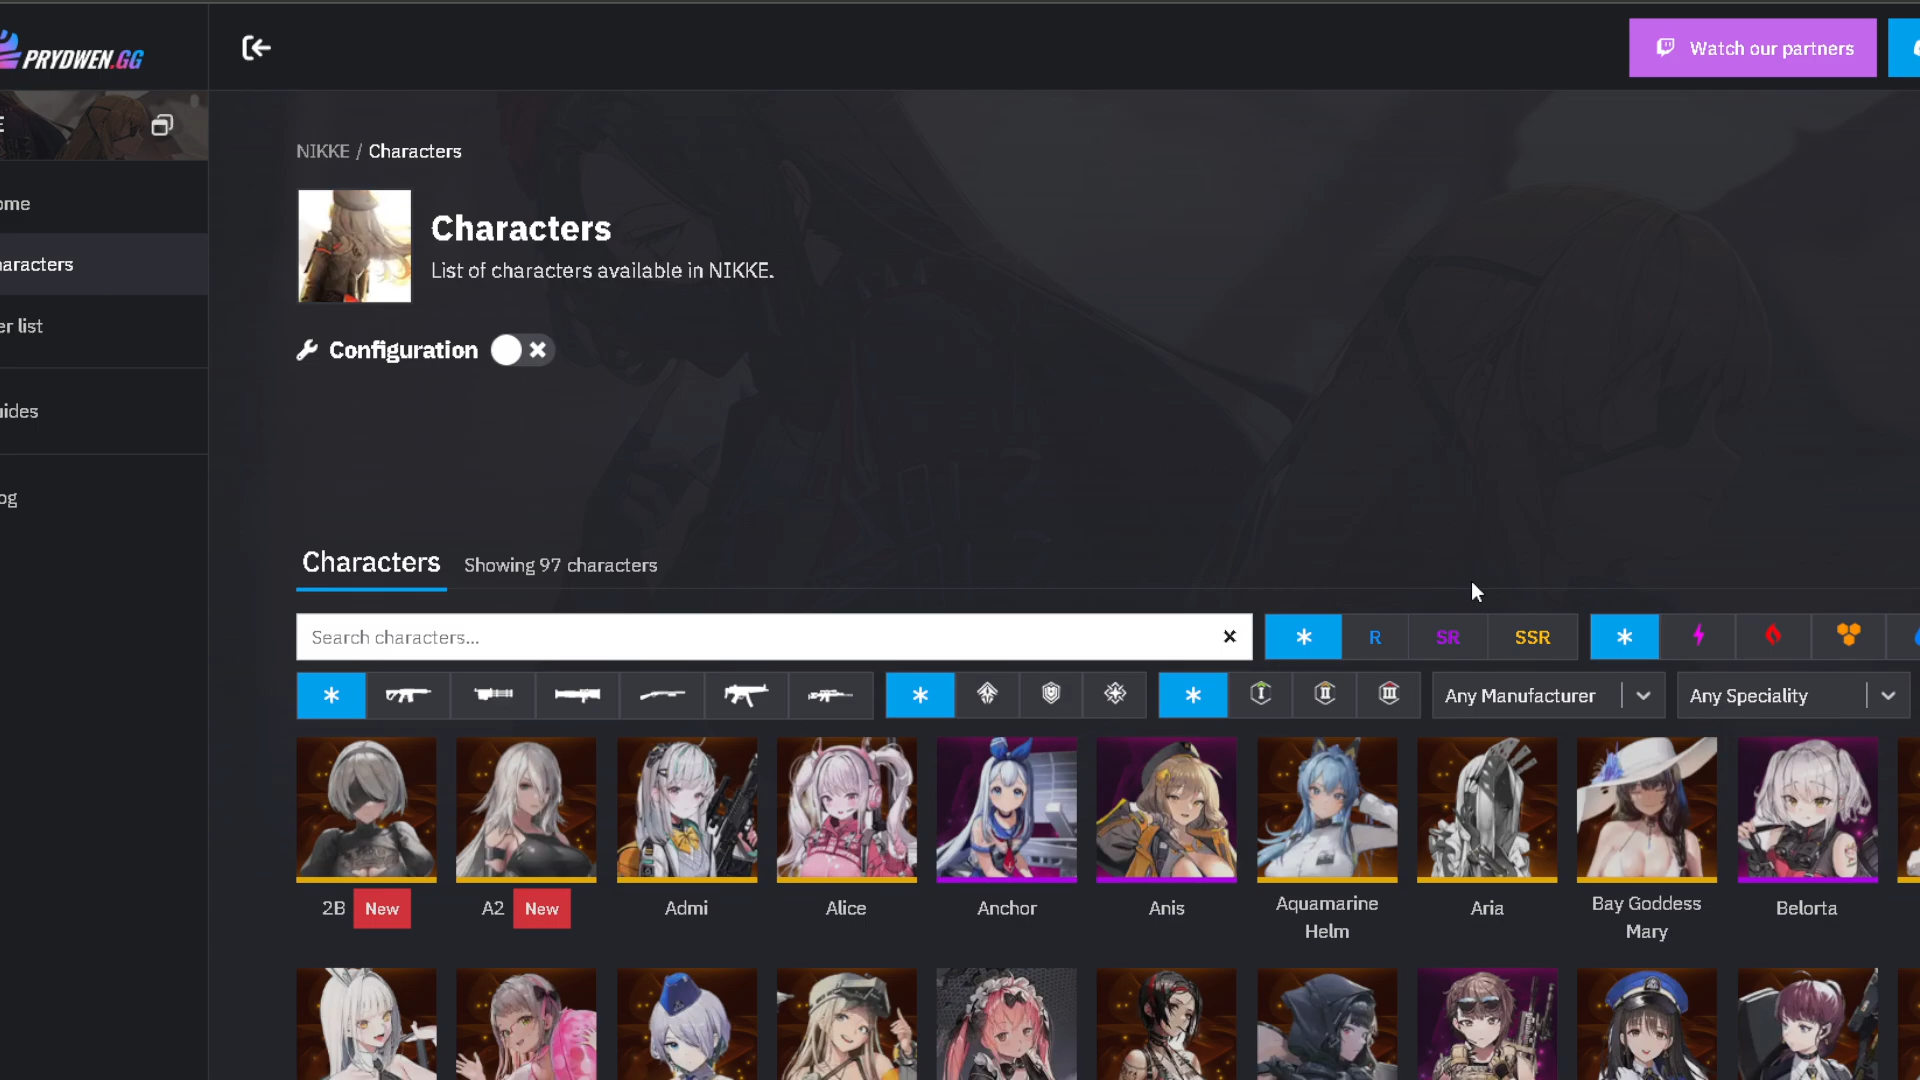 PRYDWEN.GG
Watch our partners
E
ome
aracters
er list
ides
og
NIKKE / Characters
Characters
List of characters available in NIKKE.
Configuration
Characters
Showing 97 characters
Search characters...
R
SR
SSR
I
II
III
Any Manufacturer
Any Speciality
2B New
A2 New
Admi
Alice
Anchor
Anis
Aquamarine
Helm
Aria
Bay Goddess
Mary
Belorta